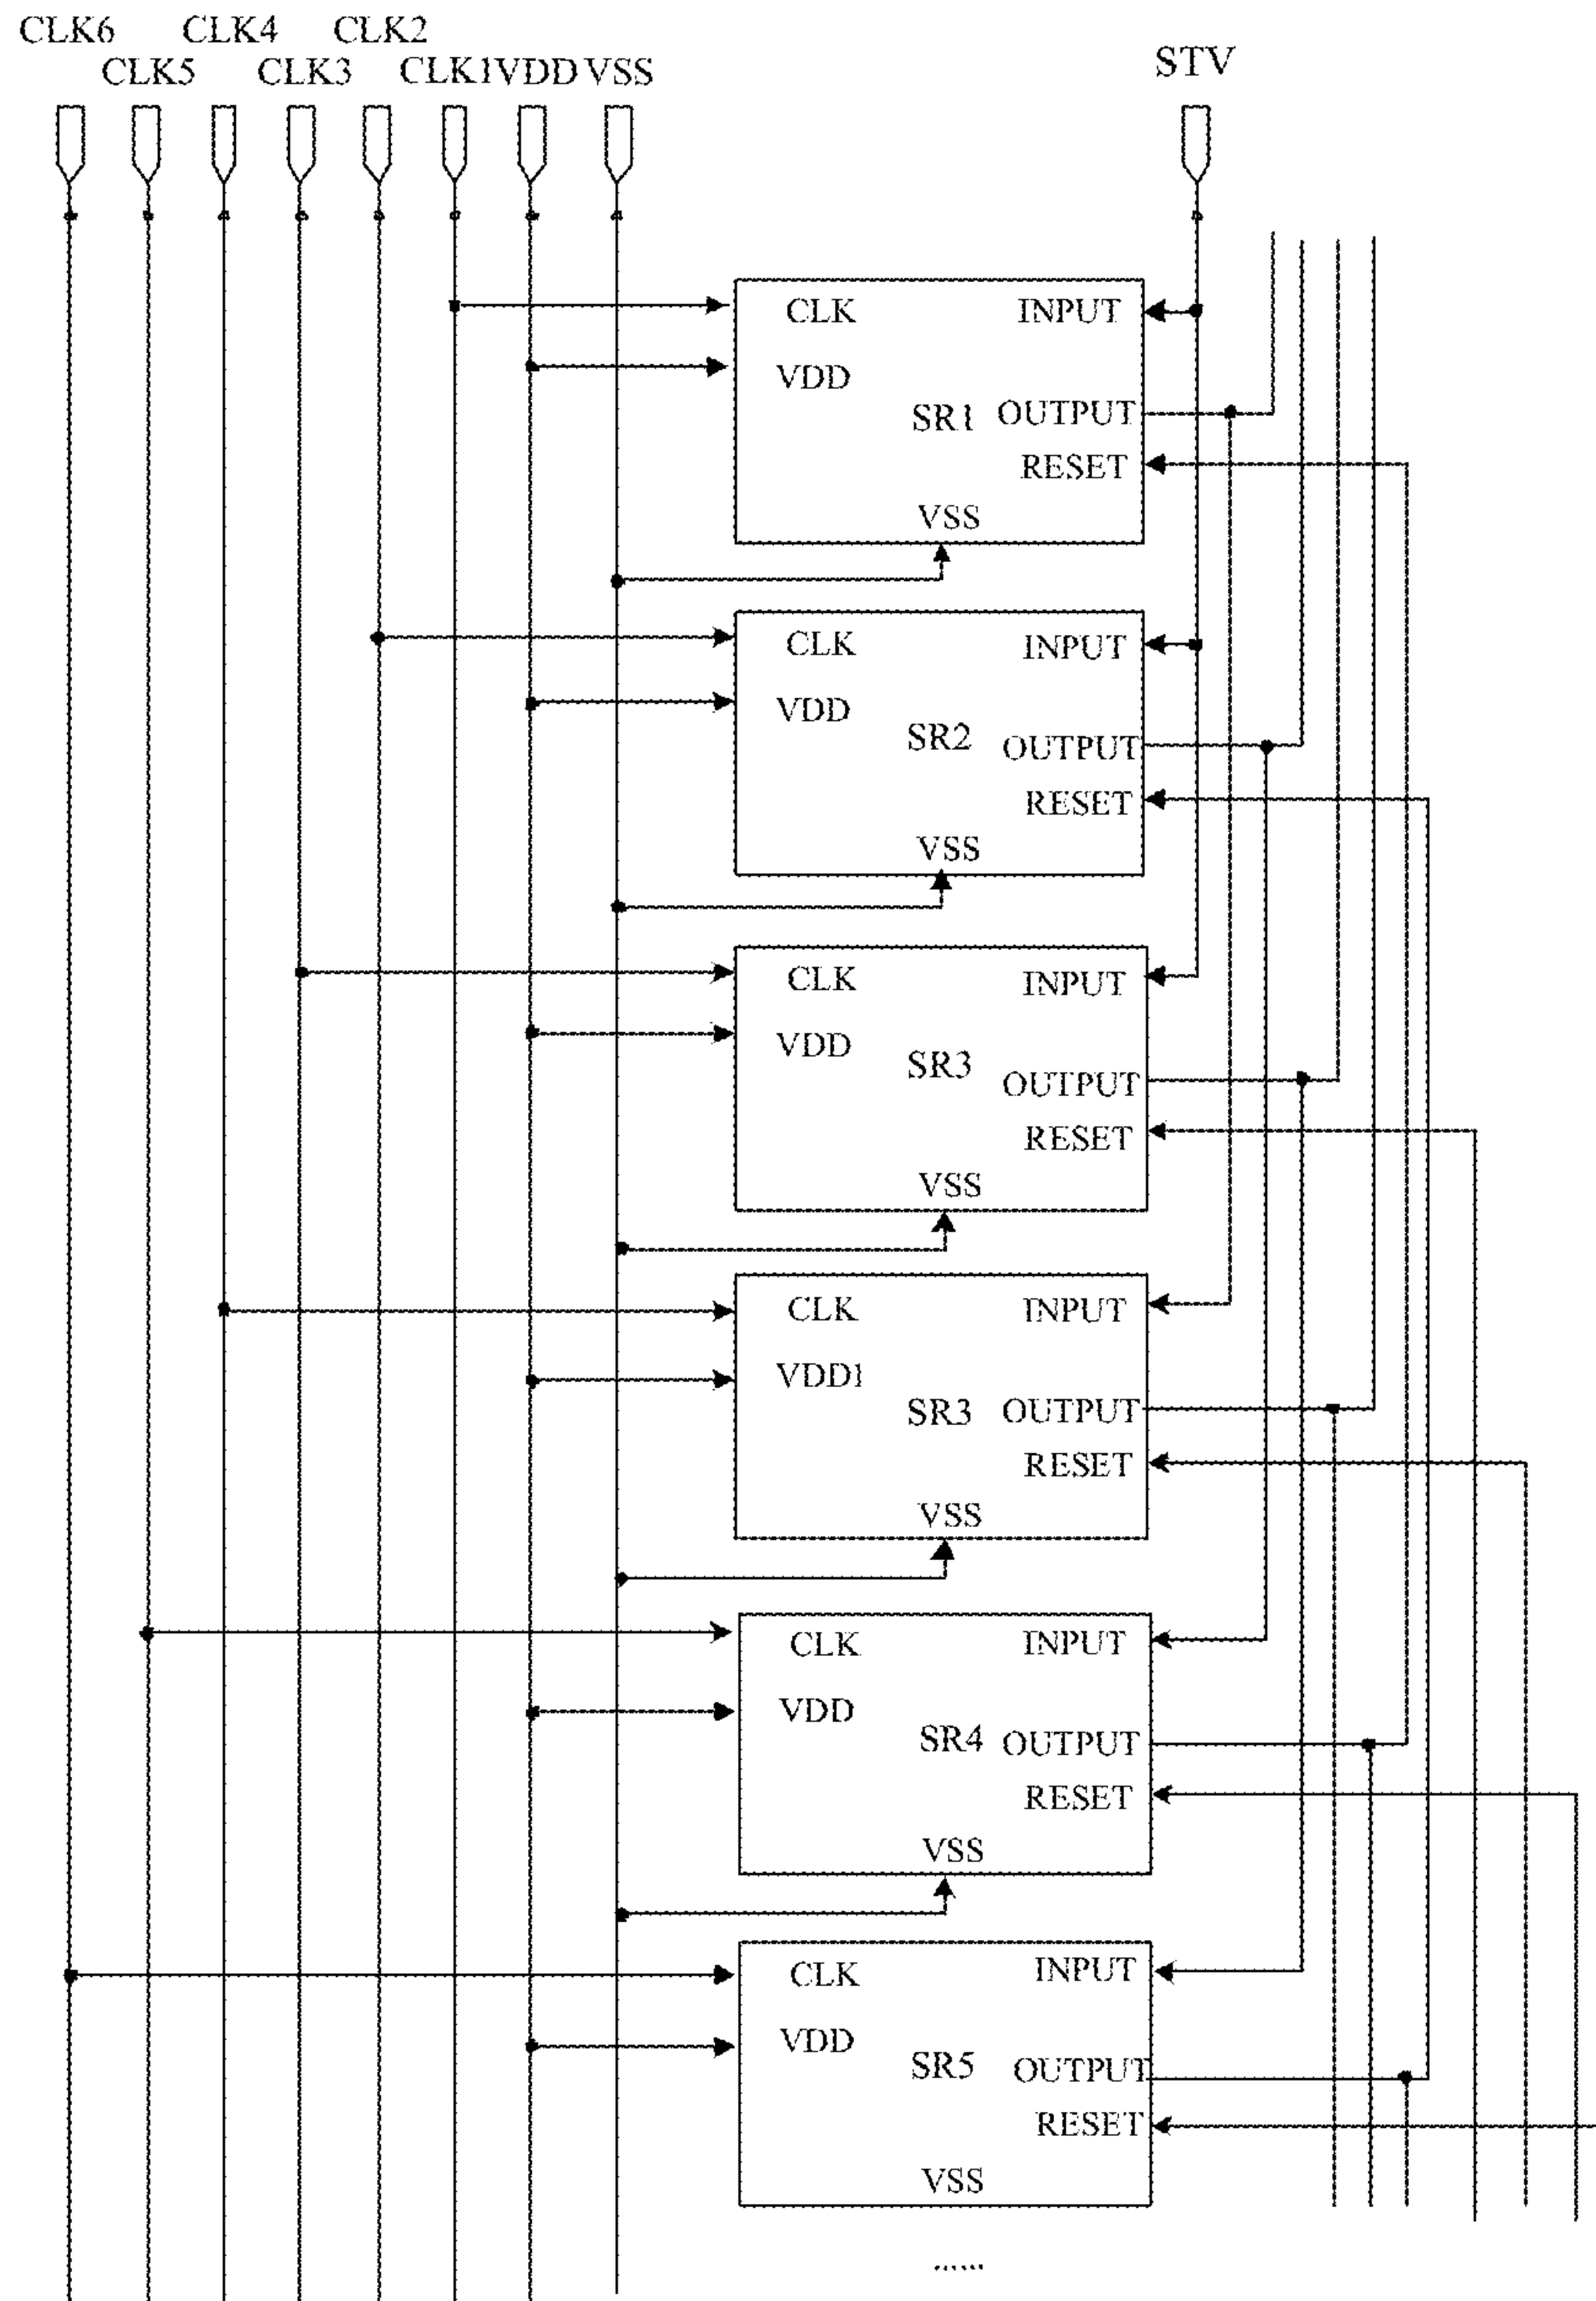 CLK6 CLK4 CLK2
CLK5 CLK3 CLK1 VDD VSS STV
CLK INPUT
VDD
SR1 OUTPUT
RESET
VSS
CLK INPUT
VDD
SR2 OUTPUT
RESET
VSS
CLK INPUT
VDD
SR3 OUTPUT
RESET
VSS
CLK INPUT
VDD1
SR3 OUTPUT
RESET
VSS
CLK INPUT
VDD
SR4 OUTPUT
RESET
VSS
CLK INPUT
VDD
SR5 OUTPUT
RESET
VSS
......